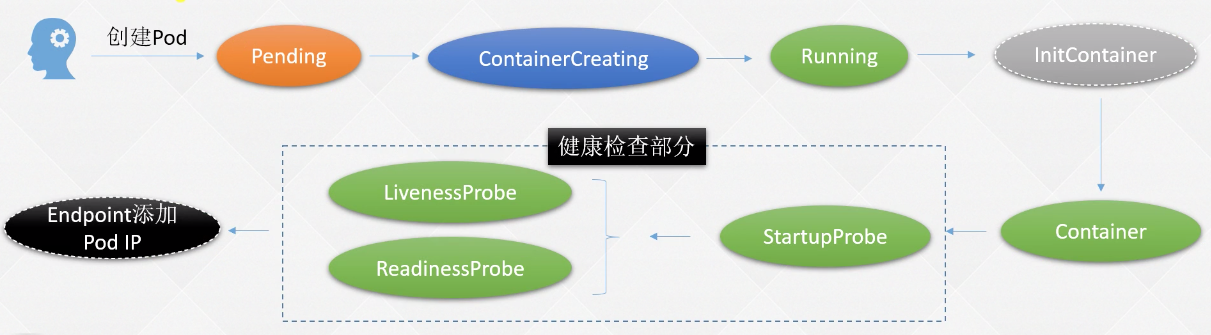 创建Pod
Pending
ContainerCreating
Running
InitContainer
健康检查部分
LivenessProbe
ReadinessProbe
StartupProbe
Container
Endpoint添加
Pod IP